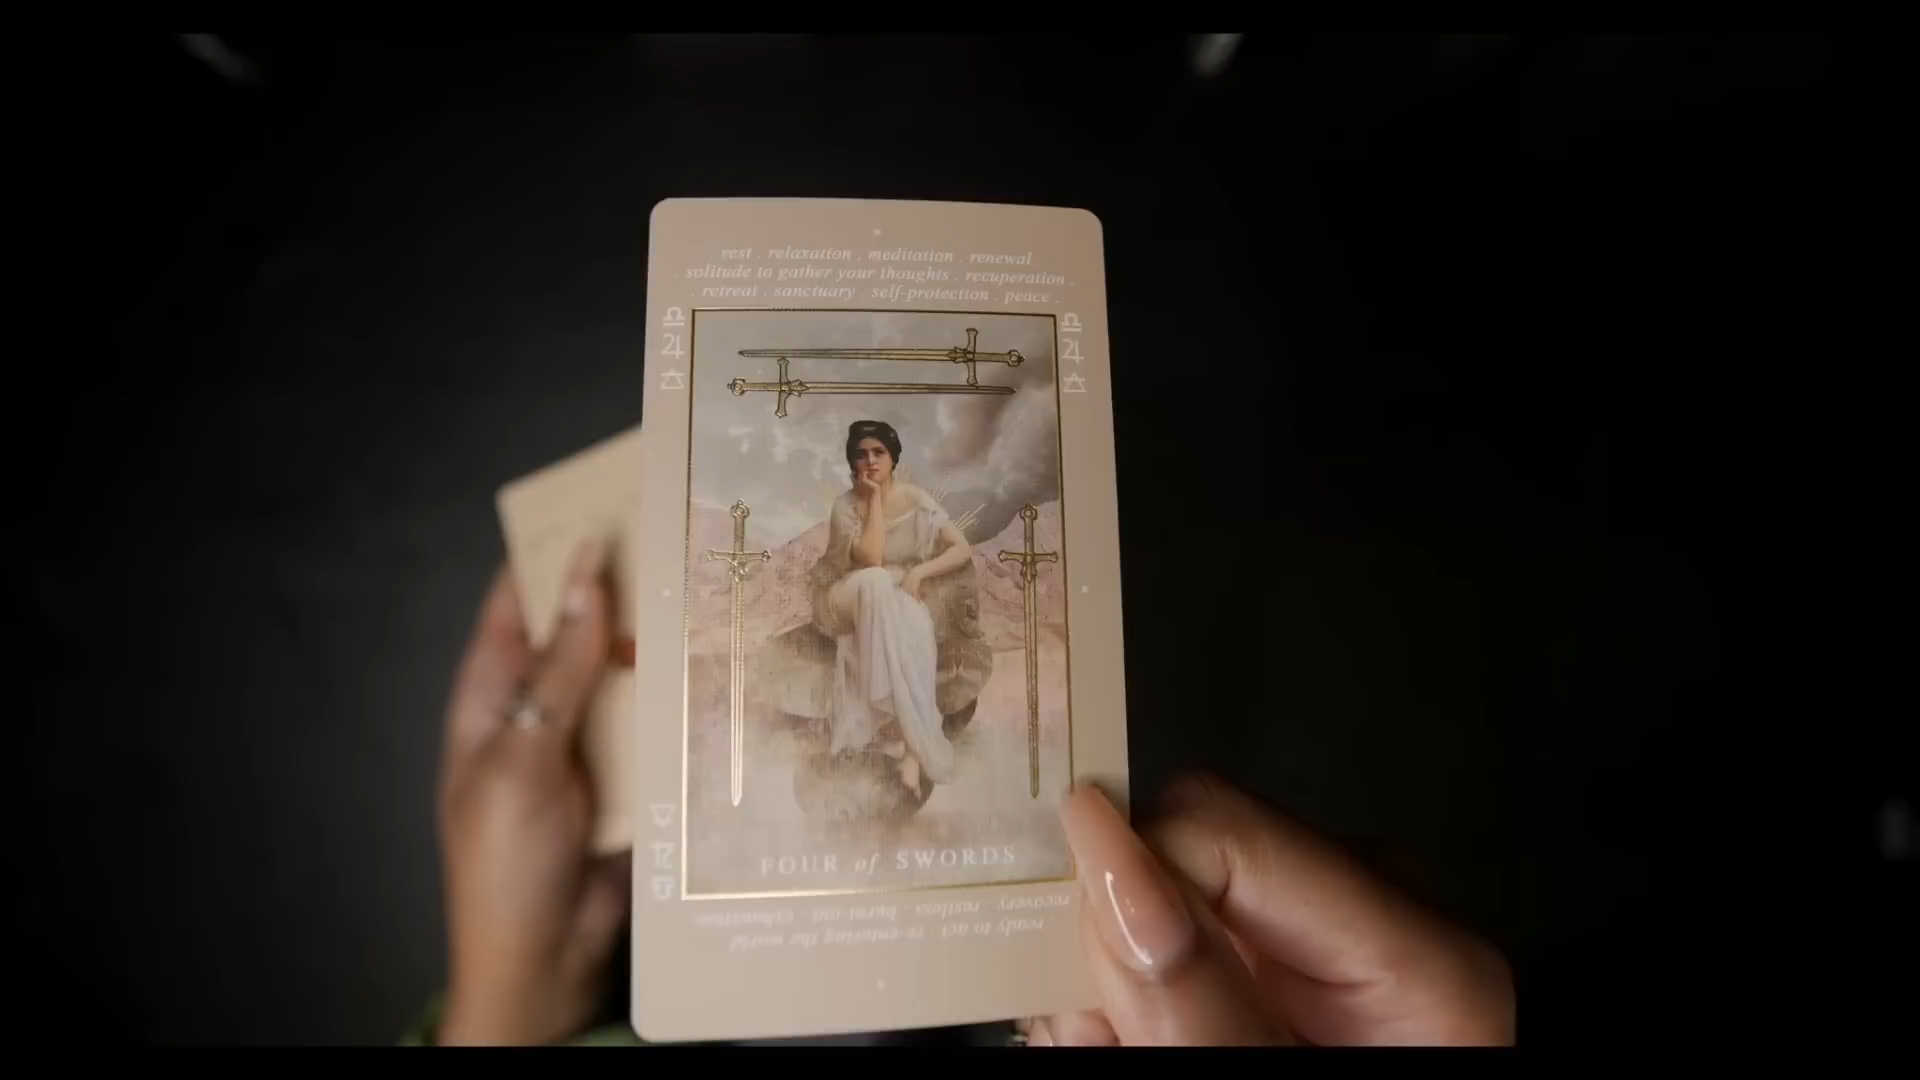 . rest . relaxation . meditation . renewal
. solitude to gather your thoughts . recuperation .
. retreat . sanctuary . self-protection . peace .
♎ ♎
♃ ♃
🜁 🜁
FOUR of SWORDS
ready to act . re-entering the world
recovery . restless . burnt-out . exhaustion